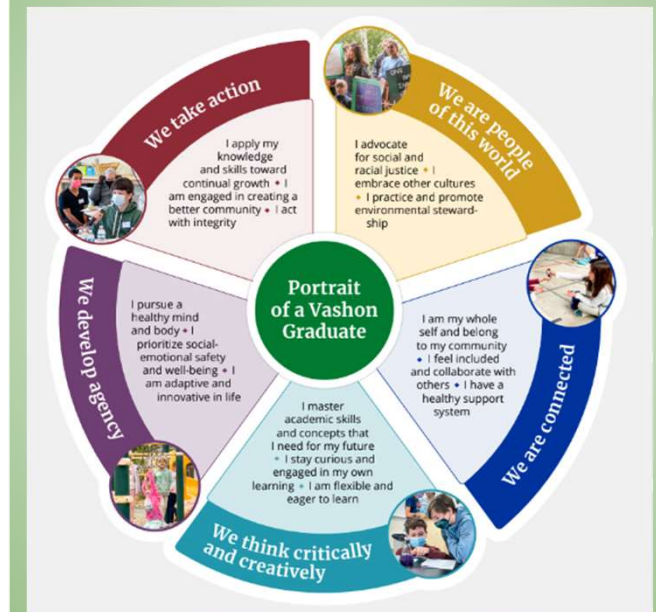 We take action
I apply my
knowledge
and skills toward
continual growth • I
am engaged in creating a
better community • I act
with integrity
We are people
of this world
I advocate
for social and
racial justice • I
embrace other cultures
• I practice and promote
environmental steward-
ship
Portrait
of a Vashon
Graduate
We are connected
I am my whole
self and belong
to my community
• I feel included
and collaborate with
others • I have a
healthy support
system
We think critically
and creatively
I master
academic skills
and concepts that
I need for my future
• I stay curious and
engaged in my own
learning • I am flexible and
eager to learn
We develop agency
I pursue a
healthy mind
and body • I
prioritize social-
emotional safety
and well-being • I
am adaptive and
innovative in life